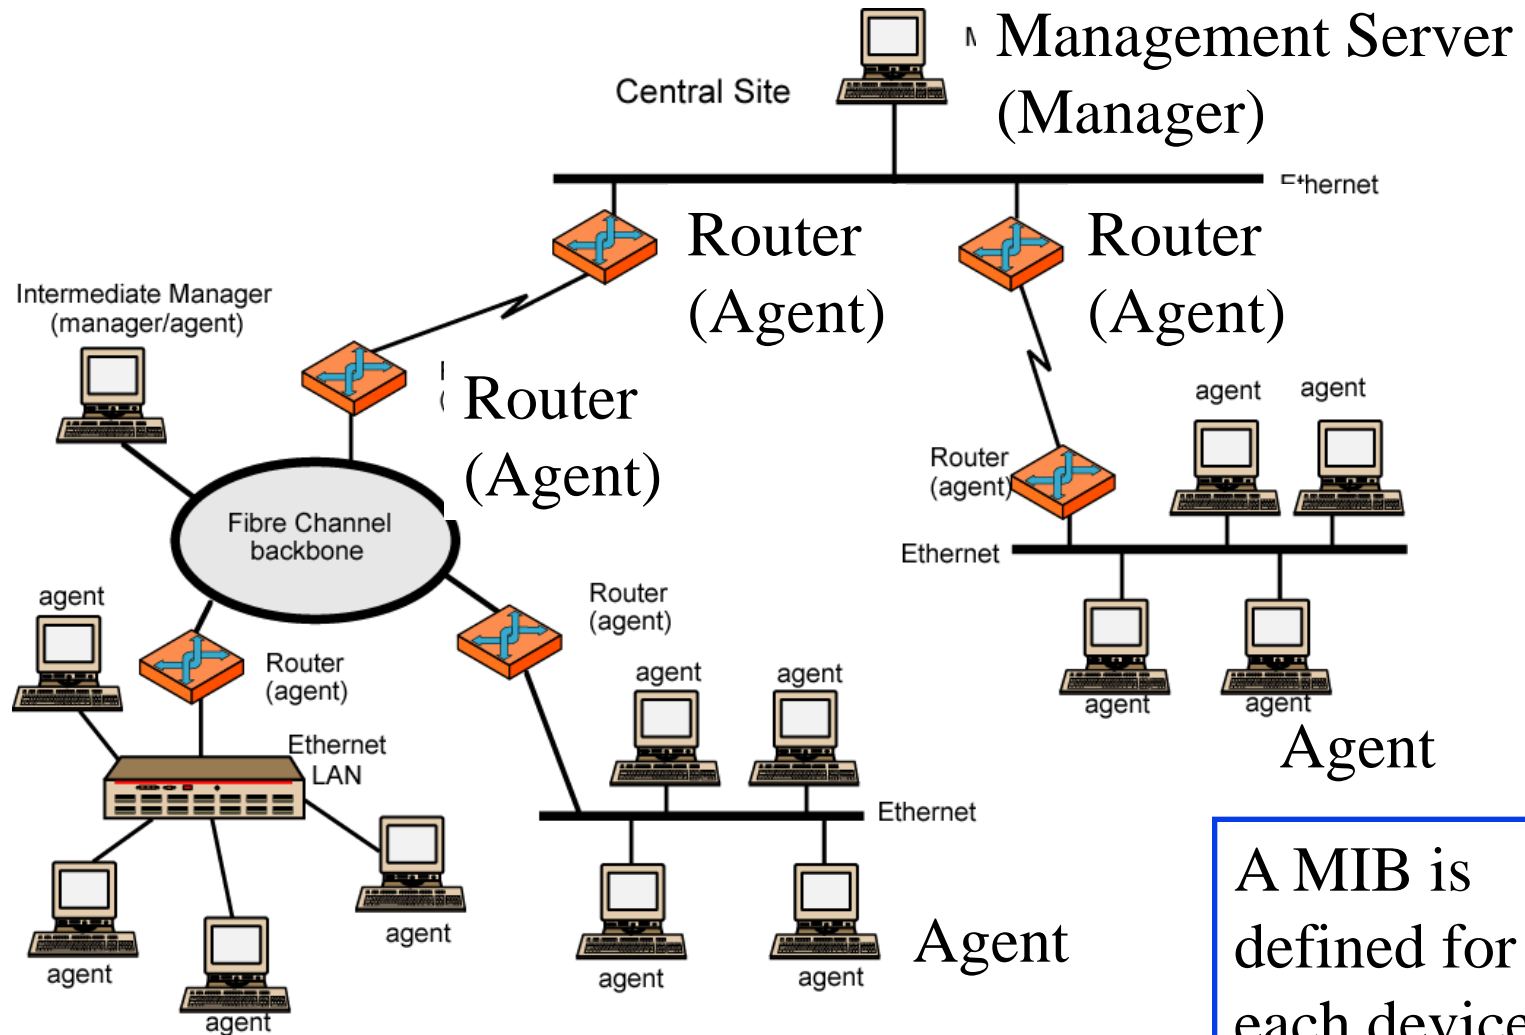 Management Server
(Manager)
Central Site
Router
(Agent)
Router
(Agent)
Intermediate Manager
(manager/agent)
Router
(Agent)
agent
agent
Router
(agent)
Fibre Channel
backbone
Ethernet
agent
Router
(agent)
Router
(agent)
agent
agent
agent
agent
Agent
Ethernet
LAN
Ethernet
A MIB is
defined for
each device
agent
Agent
agent
agent
agent
agent